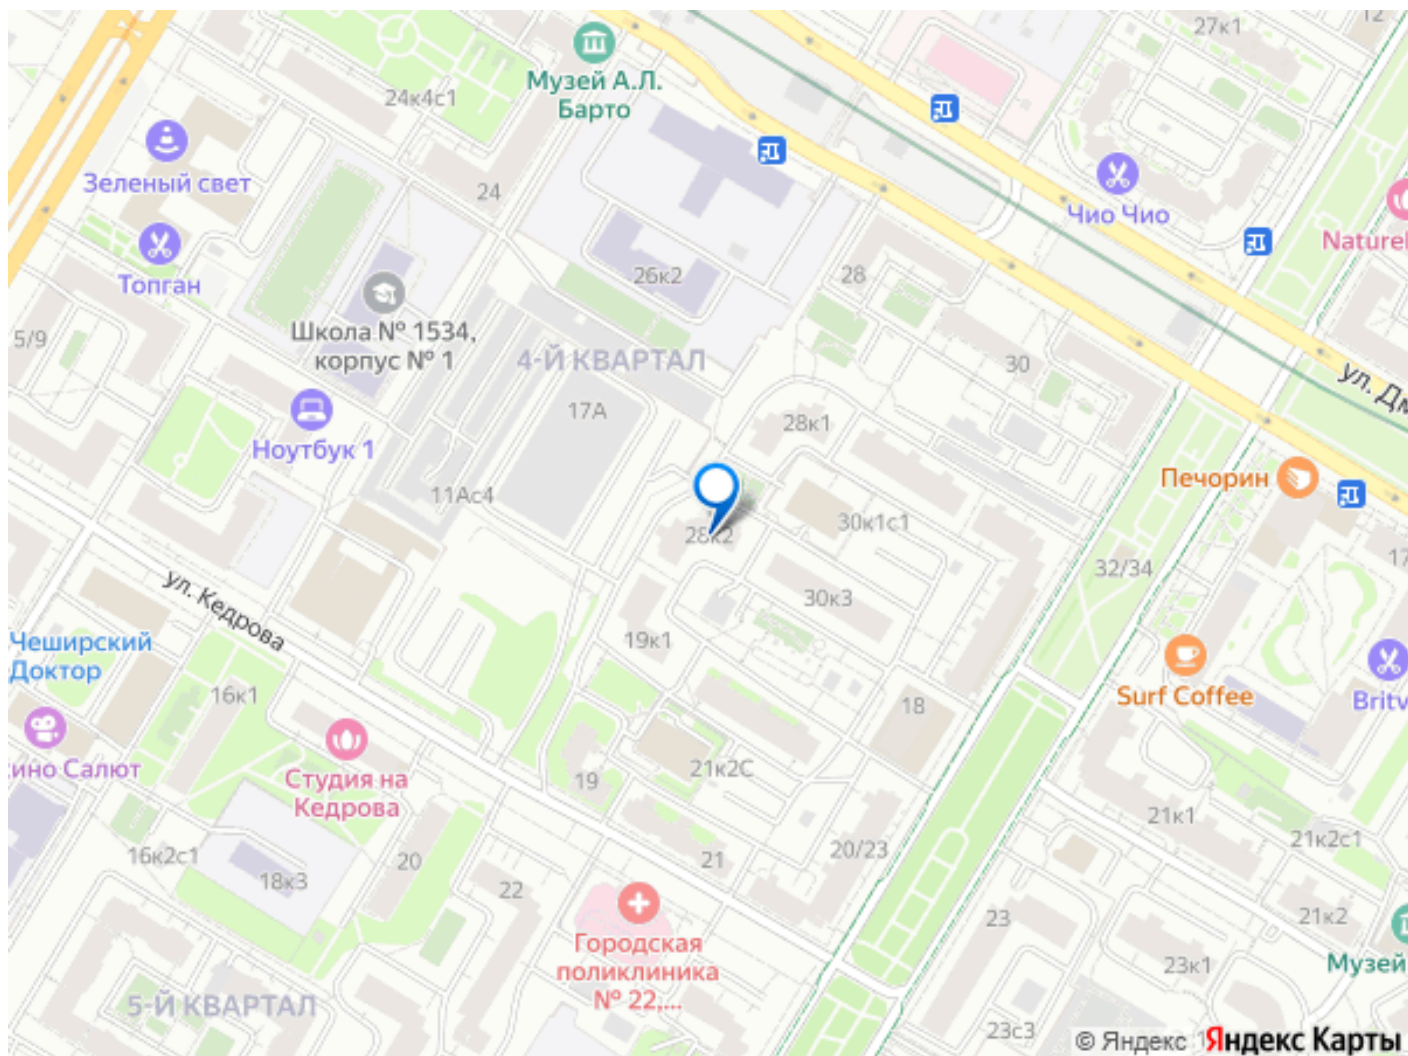 27к1
12
Музей А.Л.
Барто
24к4с1
Зеленый свет
24
Чио Чио
Naturel
26к2
28
Топган
Школа № 1534,
корпус № 1
5/9
4-Й КВАРТАЛ
30
ул. Дм
17А
28к1
Ноутбук 1
Печорин
11Ас4
30к1с1
28к2
17
32/34
ул. Кедрова
30к3
Чеширский
Доктор
19к1
16к1
18
Surf Coffee
Britv
кино Салют
Студия на
Кедрова
21к2С
19
21к1
21к2с1
16к2с1
20
21
20/23
18к3
22
21к2
23
Городская
поликлиника
№ 22,...
Музей
23к1
5-Й КВАРТАЛ
23с3
© Яндекс
Яндекс Карты